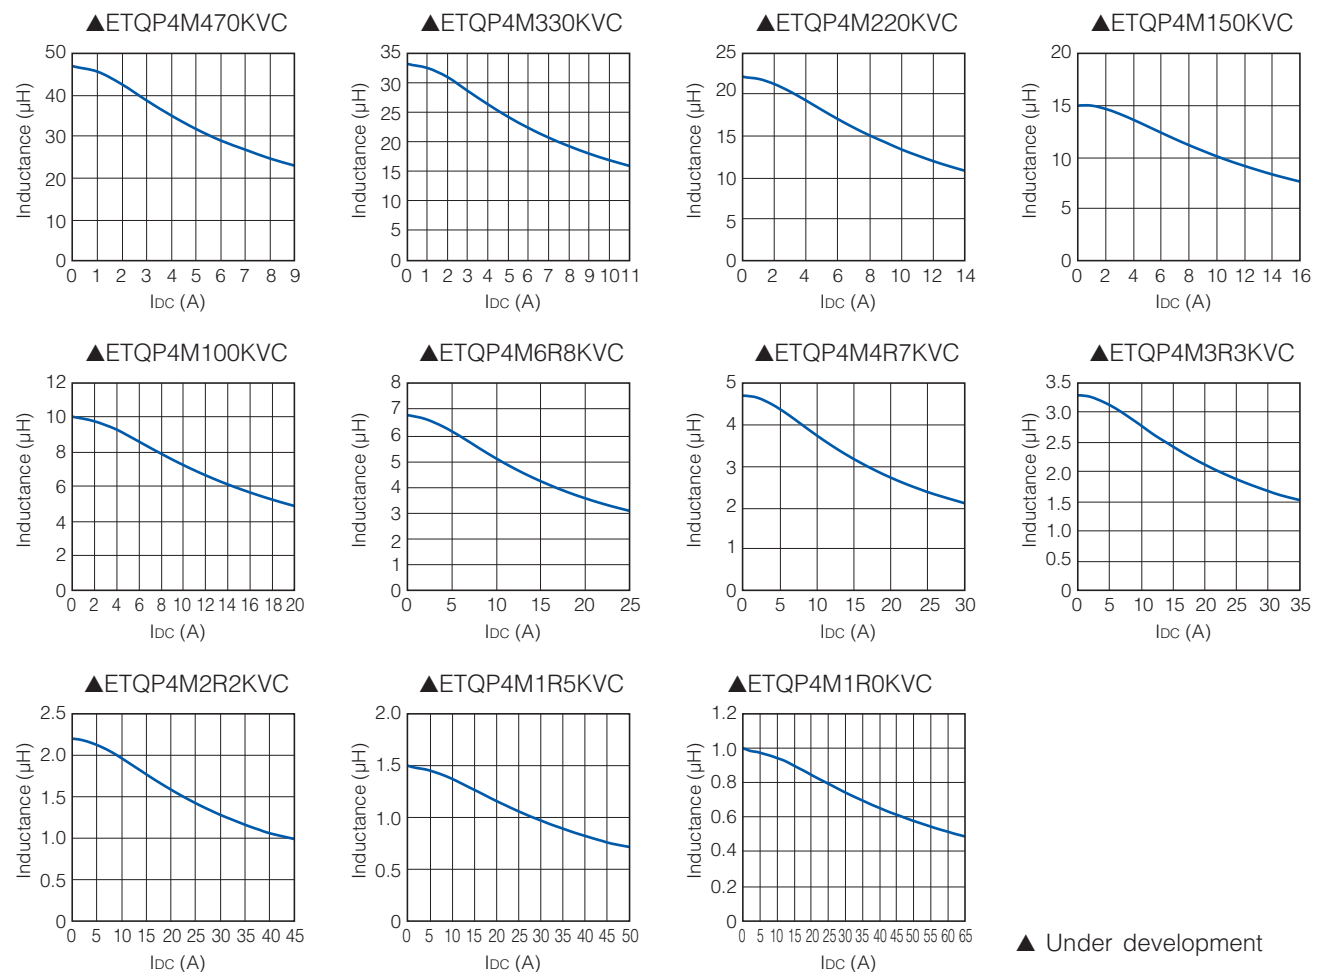 ▲ETQP4M470KVC
50
40
30
20
10
0
Inductance (μH)
0 1 2 3 4 5 6 7 8 9
IDC (A)
▲ETQP4M330KVC
35
30
25
20
15
10
5
0
Inductance (μH)
0 1 2 3 4 5 6 7 8 9 10 11
IDC (A)
▲ETQP4M220KVC
25
20
15
10
5
0
Inductance (μH)
0 2 4 6 8 10 12 14
IDC (A)
▲ETQP4M150KVC
20
15
10
5
0
Inductance (μH)
0 2 4 6 8 10 12 14 16
IDC (A)
▲ETQP4M100KVC
12
10
8
6
4
2
0
Inductance (μH)
0 2 4 6 8 10 12 14 16 18 20
IDC (A)
▲ETQP4M6R8KVC
8
7
6
5
4
3
2
1
0
Inductance (μH)
0 5 10 15 20 25
IDC (A)
▲ETQP4M4R7KVC
5
4
3
2
1
0
Inductance (μH)
0 5 10 15 20 25 30
IDC (A)
▲ETQP4M3R3KVC
3.5
3.0
2.5
2.0
1.5
1.0
0.5
0
Inductance (μH)
0 5 10 15 20 25 30 35
IDC (A)
▲ETQP4M2R2KVC
2.5
2.0
1.5
1.0
0.5
0
Inductance (μH)
0 5 10 15 20 25 30 35 40 45
IDC (A)
▲ETQP4M1R5KVC
2.0
1.5
1.0
0.5
0
Inductance (μH)
0 5 10 15 20 25 30 35 40 45 50
IDC (A)
▲ETQP4M1R0KVC
1.2
1.0
0.8
0.6
0.4
0.2
0
Inductance (μH)
0 5 10 15 20 25 30 35 40 45 50 55 60 65
IDC (A)
▲ Under development